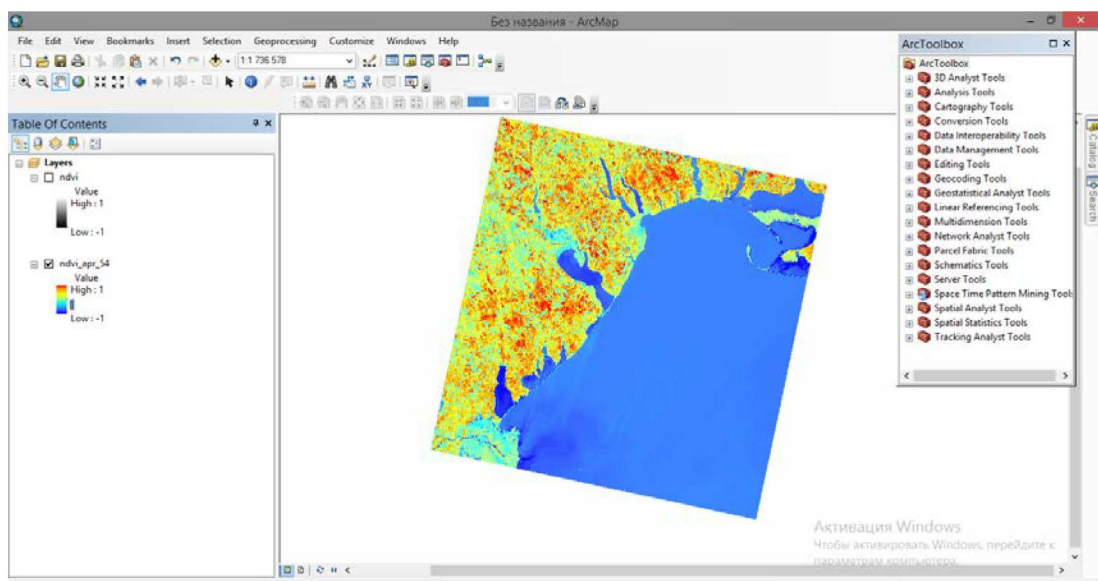 Без названия - ArcMap
File Edit View Bookmarks Insert Selection Geoprocessing Customize Windows Help
1:1 736 578
Table Of Contents
Layers
ndvi
Value
High : 1
Low : -1
ndvi_apr_54
Value
High : 1
Low : -1
ArcToolbox
ArcToolbox
3D Analyst Tools
Analysis Tools
Cartography Tools
Conversion Tools
Data Interoperability Tools
Data Management Tools
Editing Tools
Geocoding Tools
Geostatistical Analyst Tools
Linear Referencing Tools
Multidimension Tools
Network Analyst Tools
Parcel Fabric Tools
Schematics Tools
Server Tools
Space Time Pattern Mining Tools
Spatial Analyst Tools
Spatial Statistics Tools
Tracking Analyst Tools
Catalog
Search
Активация Windows
Чтобы активировать Windows, перейдите к
параметрам компьютера.